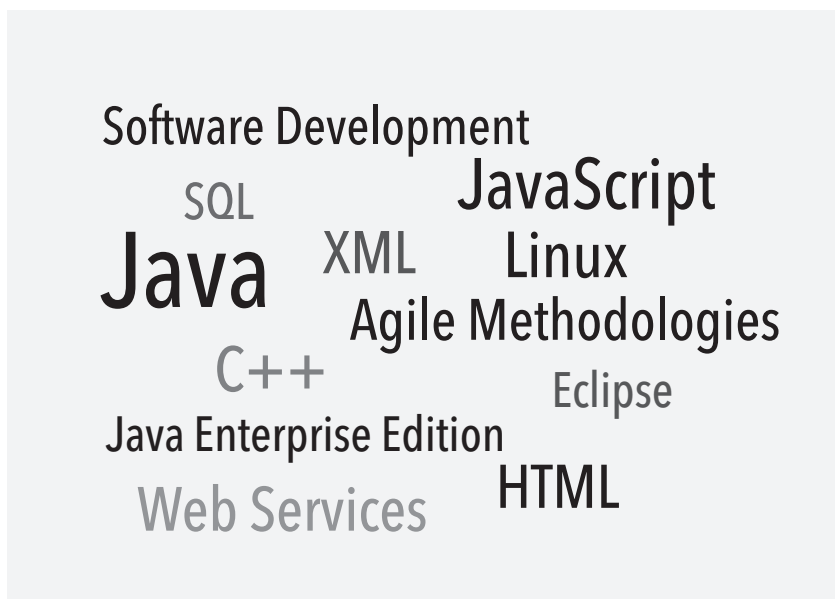 Software Development
JavaScript
SQL
Java
XML
Linux
Agile Methodologies
C++
Eclipse
Java Enterprise Edition
HTML
Web Services